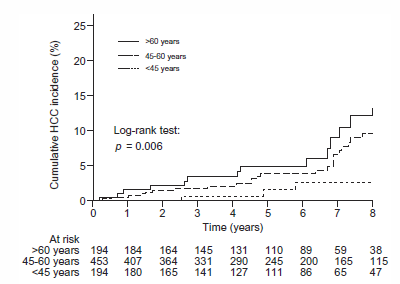 25
20
15
10
5
0
Cumulative HCC incidence (%)
>60 years
45-60 years
<45 years
Log-rank test:
p = 0.006
0 1 2 3 4 5 6 7 8
Time (years)
At risk
>60 years 194 184 164 145 131 110 89 59 38
45-60 years 453 407 364 331 290 245 200 165 115
<45 years 194 180 165 141 127 111 86 65 47